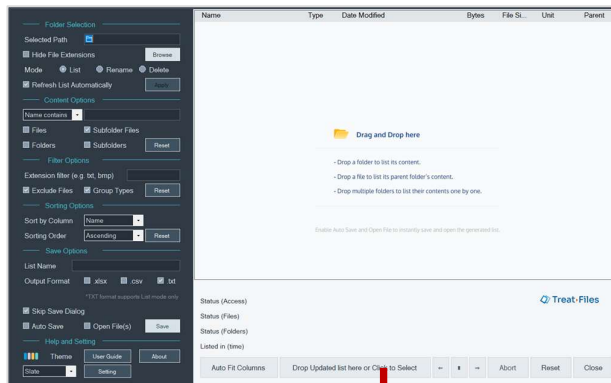 Folder Selection
Selected Path
Hide File Extensions Browse
Mode List Rename Delete
Refresh List Automatically Apply
Content Options
Name contains
Files Subfolder Files
Folders Subfolders Reset
Filter Options
Extension filter (e.g. txt, bmp)
Exclude Files Group Types Reset
Sorting Options
Sort by Column Name
Sorting Order Ascending Reset
Save Options
List Name
Output Format .xlsx .csv .txt
*TXT format supports List mode only
Skip Save Dialog
Auto Save Open File(s) Save
Help and Setting
Theme User Guide About
Slate Setting
Name Type Date Modified Bytes File Si... Unit Parent
Drag and Drop here
- Drop a folder to list its content.
- Drop a file to list its parent folder's content.
- Drop multiple folders to list their contents one by one.
Enable Auto Save and Open File to instantly save and open the generated list.
Status (Access)
Treat-Files
Status (Files)
Status (Folders)
Listed in (time)
Auto Fit Columns Drop Updated list here or Click to Select Abort Reset Close